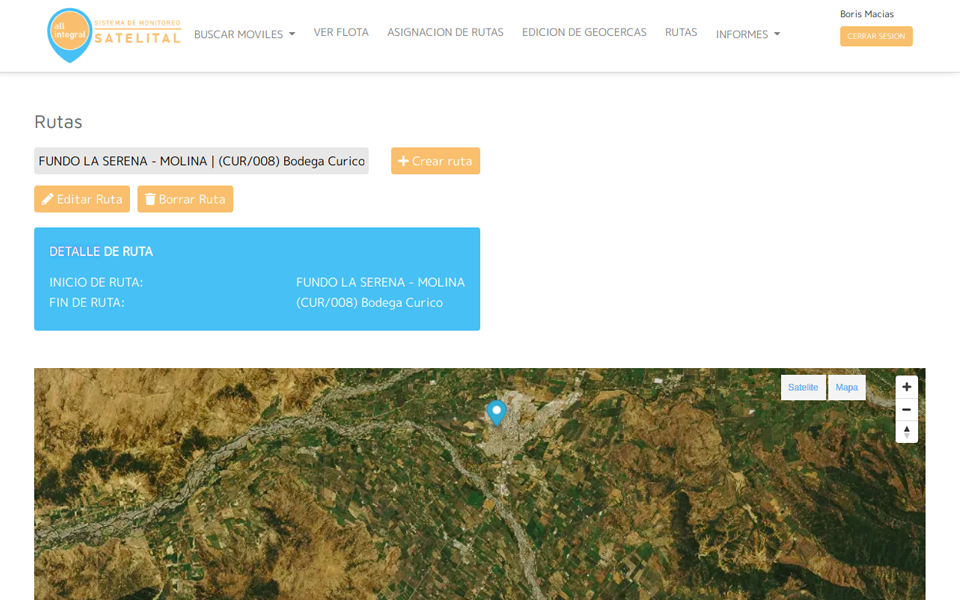 all
integral
SISTEMA DE MONITOREO
SATELITAL
BUSCAR MOVILES
VER FLOTA
ASIGNACION DE RUTAS
EDICION DE GEOCERCAS
RUTAS
INFORMES
Boris Macias
CERRAR SESION
Rutas
FUNDO LA SERENA - MOLINA | (CUR/008) Bodega Curico
Crear ruta
Editar Ruta
Borrar Ruta
DETALLE DE RUTA
INICIO DE RUTA: FUNDO LA SERENA - MOLINA
FIN DE RUTA: (CUR/008) Bodega Curico
Satelite
Mapa